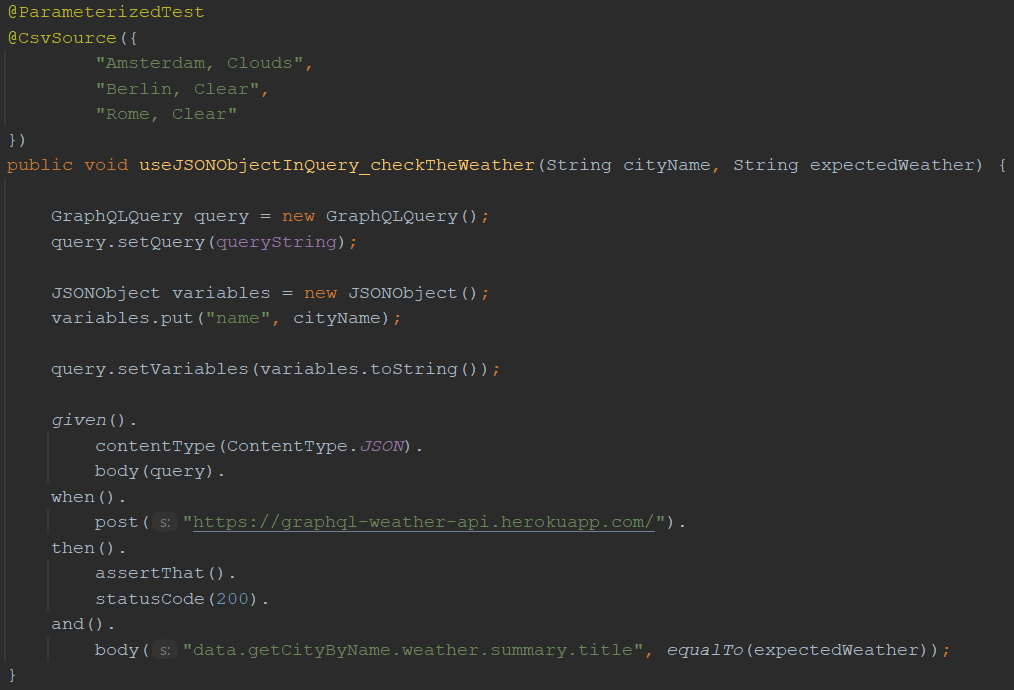 @ParameterizedTest
@CsvSource({
        "Amsterdam, Clouds",
        "Berlin, Clear",
        "Rome, Clear"
})
public void useJSONObjectInQuery_checkTheWeather(String cityName, String expectedWeather) {
    GraphQLQuery query = new GraphQLQuery();
    query.setQuery(queryString);
    JSONObject variables = new JSONObject();
    variables.put("name", cityName);
    query.setVariables(variables.toString());
    given().
        contentType(ContentType.JSON).
        body(query).
    when().
        post( s: "https://graphql-weather-api.herokuapp.com/").
    then().
        assertThat().
        statusCode(200).
    and().
        body( s: "data.getCityByName.weather.summary.title", equalTo(expectedWeather));
}